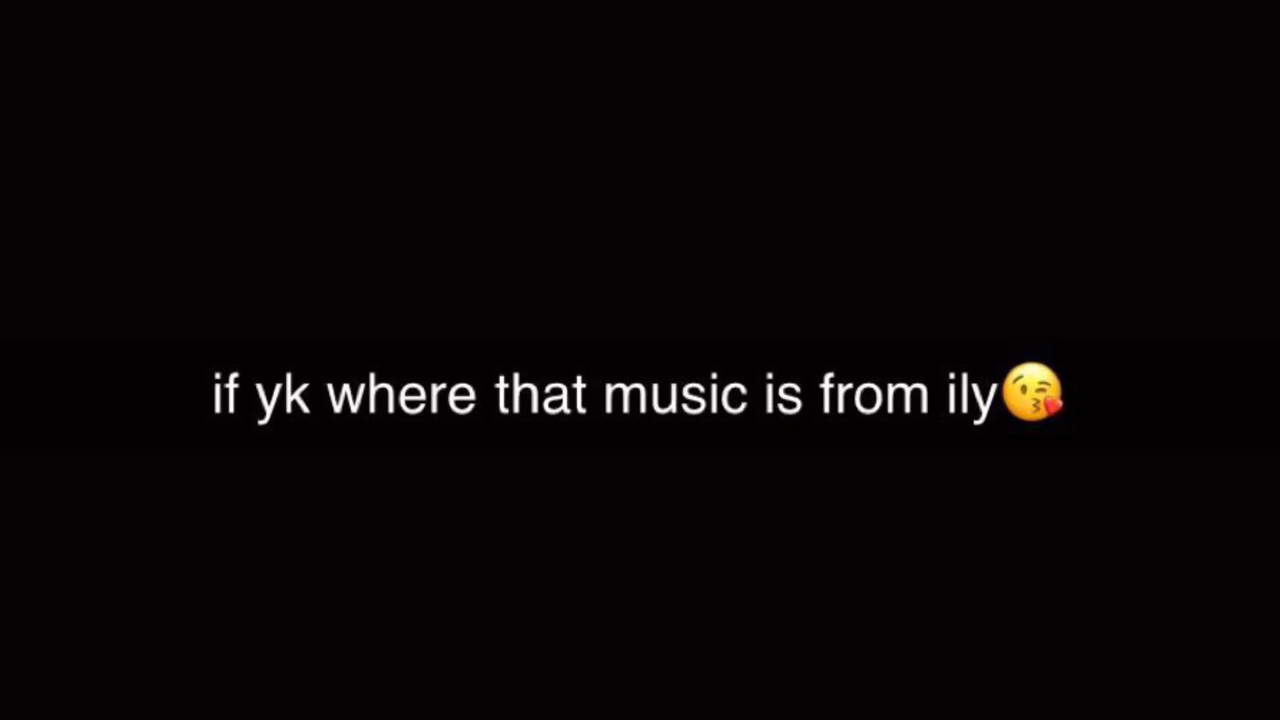 if yk where that music is from ily😘